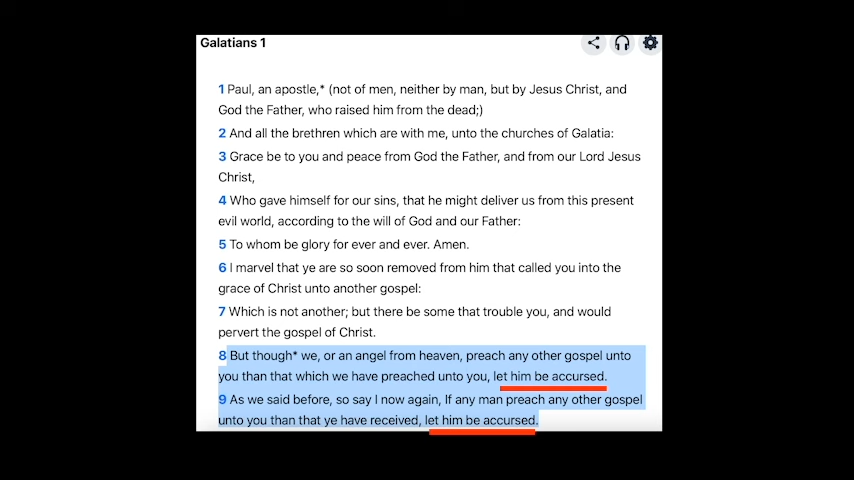 Galatians 1
1 Paul, an apostle,* (not of men, neither by man, but by Jesus Christ, and
God the Father, who raised him from the dead;)
2 And all the brethren which are with me, unto the churches of Galatia:
3 Grace be to you and peace from God the Father, and from our Lord Jesus
Christ,
4 Who gave himself for our sins, that he might deliver us from this present
evil world, according to the will of God and our Father:
5 To whom be glory for ever and ever. Amen.
6 I marvel that ye are so soon removed from him that called you into the
grace of Christ unto another gospel:
7 Which is not another; but there be some that trouble you, and would
pervert the gospel of Christ.
8 But though* we, or an angel from heaven, preach any other gospel unto
you than that which we have preached unto you, let him be accursed.
9 As we said before, so say I now again, If any man preach any other gospel
unto you than that ye have received, let him be accursed.